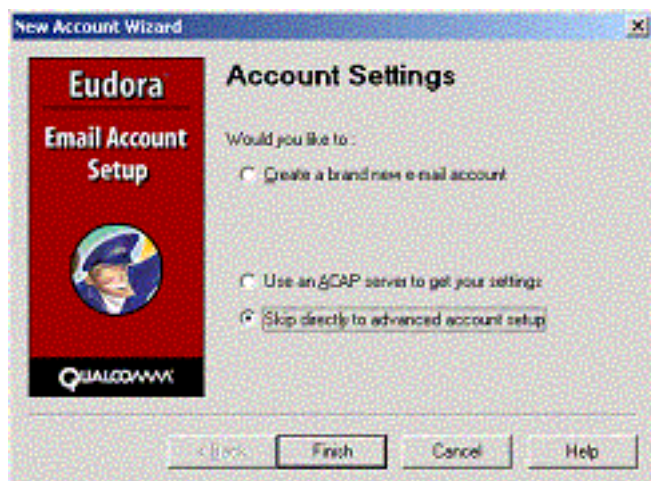 New Account Wizard
Eudora
Email Account
Setup
QUALCOMM
Account Settings
Would you like to:
Create a brand new e-mail account
Use an ACAP server to get your settings
Skip directly to advanced account setup
< Back
Finish
Cancel
Help